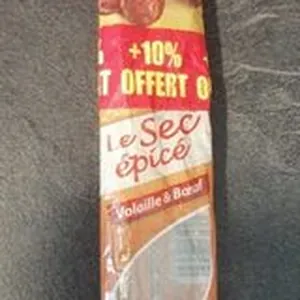 % +10%
T OFFERT O
Le Sec
épicé
Volaille & Bœuf